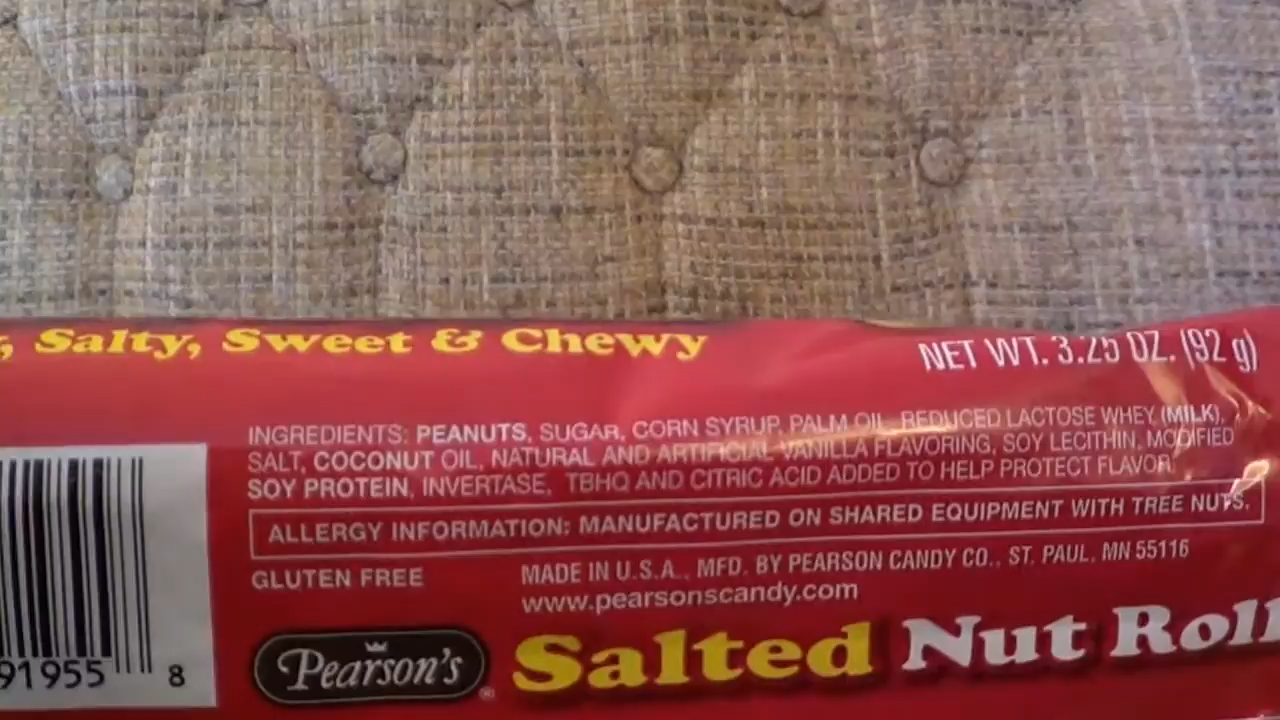 , Salty, Sweet & Chewy
NET WT. 3.25 OZ. (92 g)
INGREDIENTS: PEANUTS, SUGAR, CORN SYRUP, PALM OIL, REDUCED LACTOSE WHEY (MILK),
SALT, COCONUT OIL, NATURAL AND ARTIFICIAL VANILLA FLAVORING, SOY LECITHIN, MODIFIED
SOY PROTEIN, INVERTASE, TBHQ AND CITRIC ACID ADDED TO HELP PROTECT FLAVOR
ALLERGY INFORMATION: MANUFACTURED ON SHARED EQUIPMENT WITH TREE NUTS.
GLUTEN FREE
MADE IN U.S.A., MFD. BY PEARSON CANDY CO., ST. PAUL, MN 55116
www.pearsonscandy.com
91955 8
Pearson's®
Salted Nut Roll